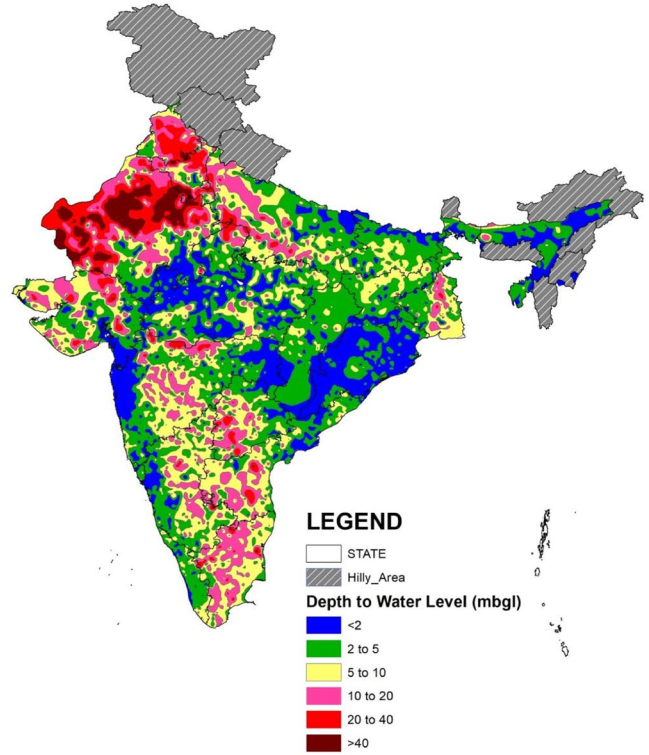 LEGEND
STATE
Hilly_Area
Depth to Water Level (mbgl)
<2
2 to 5
5 to 10
10 to 20
20 to 40
>40